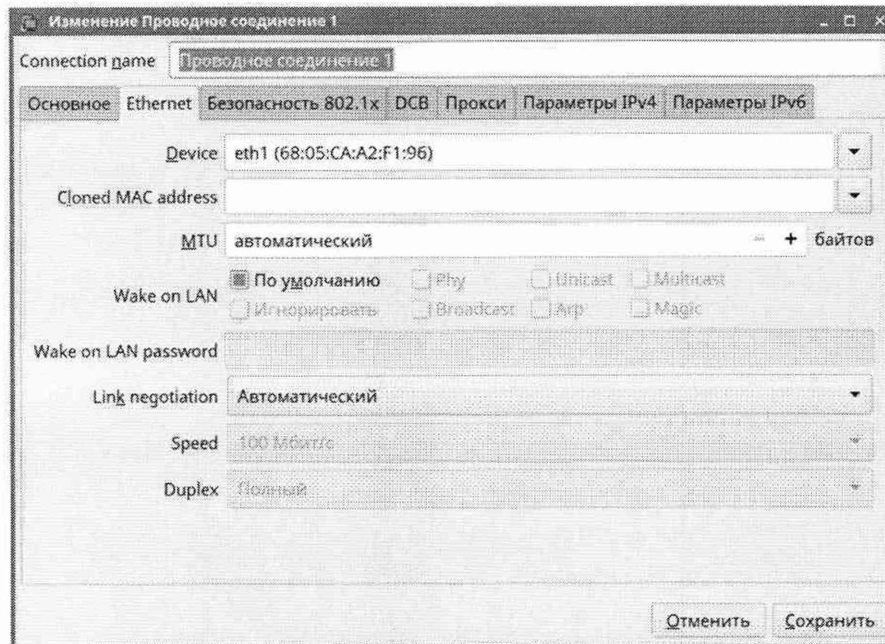 Изменение Проводное соединение 1
Connection name Проводное соединение 1
Основное Ethernet Безопасность 802.1x DCB Прокси Параметры IPv4 Параметры IPv6
Device eth1 (68:05:CA:A2:F1:96)
Cloned MAC address
MTU автоматический - + байтов
По умолчанию Phy Unicast Multicast
Wake on LAN
Игнорировать Broadcast Arp Magic
Wake on LAN password
Link negotiation Автоматический
Speed 100 Мбит/с
Duplex Полный
Отменить Сохранить